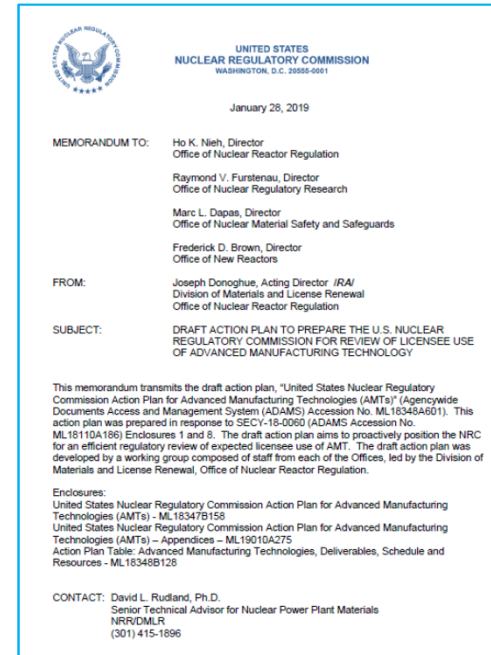 UNITED STATES
NUCLEAR REGULATORY COMMISSION
WASHINGTON, D.C. 20555-0001
January 28, 2019
MEMORANDUM TO: Ho K. Nieh, Director
Office of Nuclear Reactor Regulation
Raymond V. Furstenau, Director
Office of Nuclear Regulatory Research
Marc L. Dapas, Director
Office of Nuclear Material Safety and Safeguards
Frederick D. Brown, Director
Office of New Reactors
FROM: Joseph Donoghue, Acting Director /RA/
Division of Materials and License Renewal
Office of Nuclear Reactor Regulation
SUBJECT: DRAFT ACTION PLAN TO PREPARE THE U.S. NUCLEAR
REGULATORY COMMISSION FOR REVIEW OF LICENSEE USE
OF ADVANCED MANUFACTURING TECHNOLOGY
This memorandum transmits the draft action plan, “United States Nuclear Regulatory
Commission Action Plan for Advanced Manufacturing Technologies (AMTs)” (Agencywide
Documents Access and Management System (ADAMS) Accession No. ML18348A601). This
action plan was prepared in response to SECY-18-0060 (ADAMS Accession No.
ML18110A186) Enclosures 1 and 8. The draft action plan aims to proactively position the NRC
for an efficient regulatory review of expected licensee use of AMT. The draft action plan was
developed by a working group composed of staff from each of the Offices, led by the Division of
Materials and License Renewal, Office of Nuclear Reactor Regulation.
Enclosures:
United States Nuclear Regulatory Commission Action Plan for Advanced Manufacturing
Technologies (AMTs) - ML18347B158
United States Nuclear Regulatory Commission Action Plan for Advanced Manufacturing
Technologies (AMTs) – Appendices – ML19010A275
Action Plan Table: Advanced Manufacturing Technologies, Deliverables, Schedule and
Resources - ML18348B128
CONTACT: David L. Rudland, Ph.D.
Senior Technical Advisor for Nuclear Power Plant Materials
NRR/DMLR
(301) 415-1896